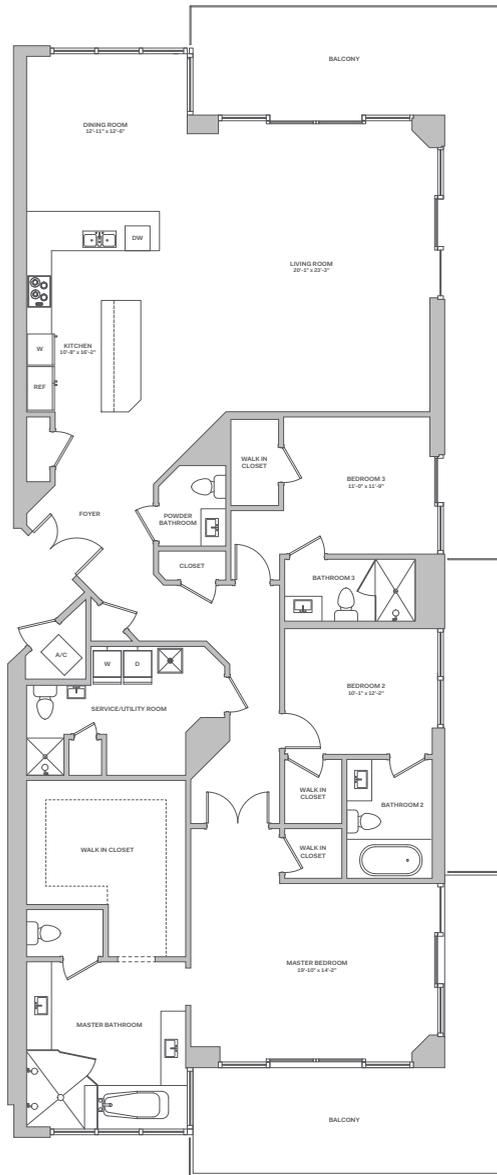 BALCONY
DINING ROOM
12'-11" x 12'-6"
DW
LIVING ROOM
20'-1" x 23'-3"
KITCHEN
10'-8" x 16'-2"
W
REF
WALK IN
CLOSET
BEDROOM 3
11'-0" x 11'-9"
FOYER
POWDER
BATHROOM
CLOSET
BATHROOM 3
A/C
W
D
BEDROOM 2
10'-1" x 12'-2"
SERVICE/UTILITY ROOM
WALK IN
CLOSET
BATHROOM 2
WALK IN CLOSET
WALK IN
CLOSET
MASTER BEDROOM
19'-10" x 14'-2"
MASTER BATHROOM
BALCONY